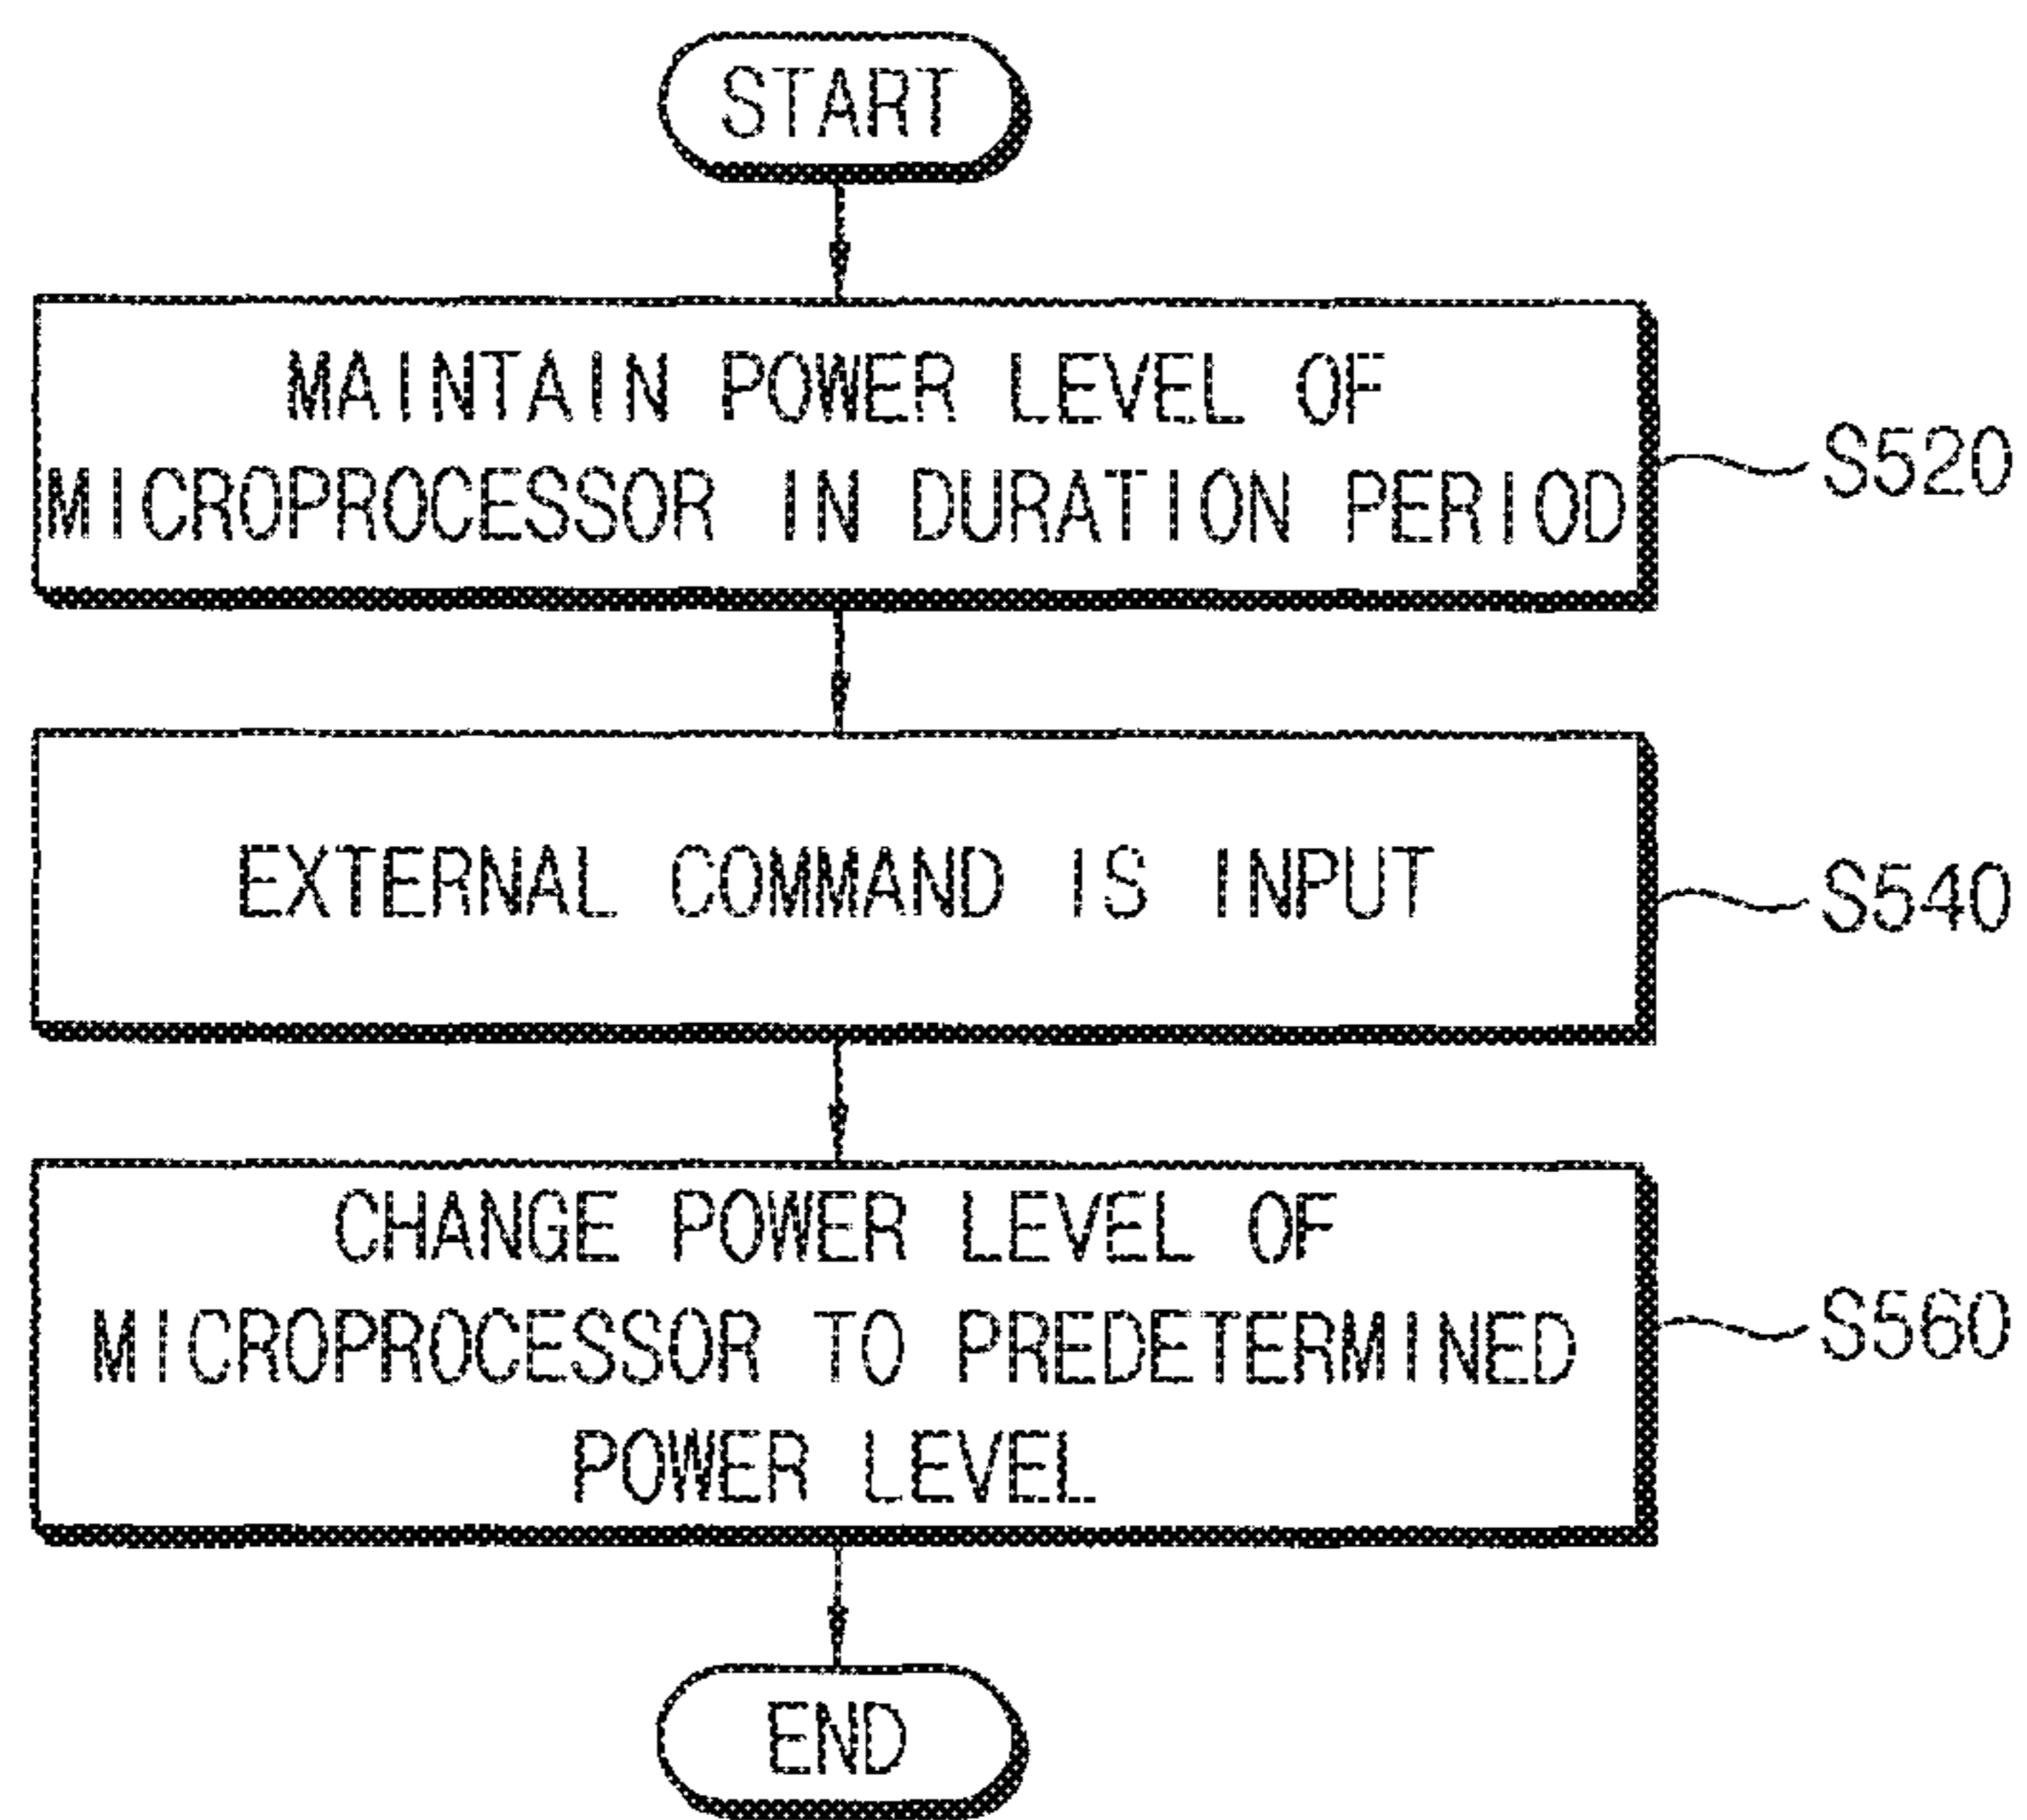 START
MAINTAIN POWER LEVEL OF
MICROPROCESSOR IN DURATION PERIOD
S520
EXTERNAL COMMAND IS INPUT
S540
CHANGE POWER LEVEL OF
MICROPROCESSOR TO PREDETERMINED
POWER LEVEL
S560
END